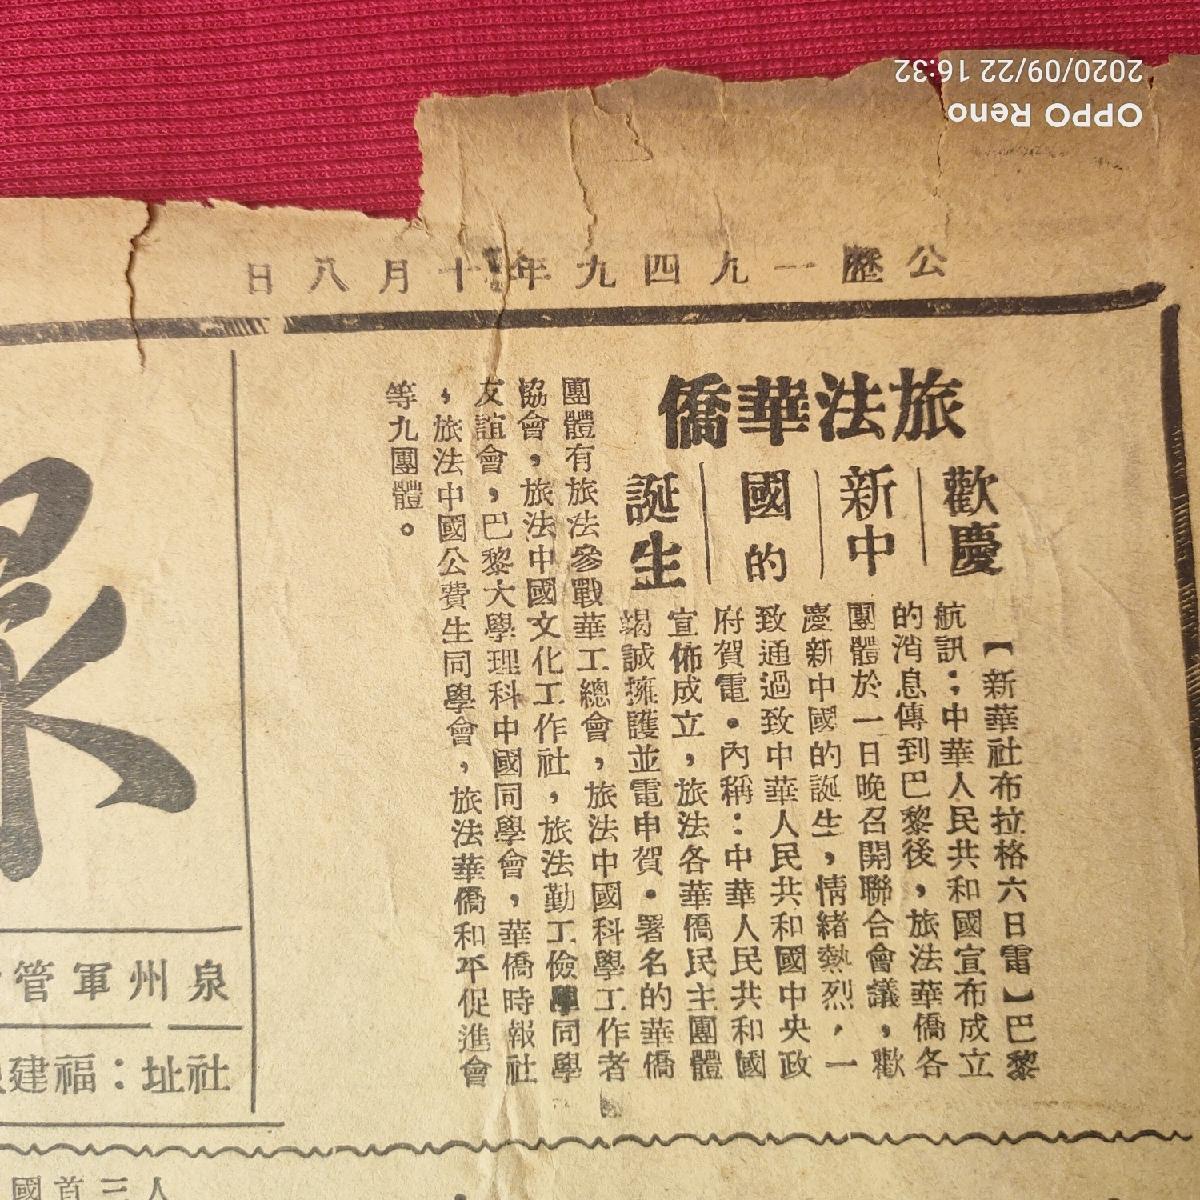 2020/09/22 16:32
OPPO Reno
公歷一九四九年十月八日
旅法華僑
歡慶
新中
國的
誕生
【新華社布拉格六日電】巴黎
航訊：中華人民共和國宣布成立
的消息傳到巴黎後，旅法華僑各
團體於一日晚召開聯合會議，歡
慶新中國的誕生，情緒熱烈，一
致通過致中華人民共和國中央政
府賀電。內稱：中華人民共和國
宣佈成立，旅法各華僑民主團體
竭誠擁護並電申賀。署名的華僑
團體有旅法參戰華工總會，旅法中國科學工作者
協會，旅法中國文化工作社，旅法勤工儉學同學
友誼會，巴黎大學理科中國同學會，華僑時報社
，旅法中國公費生同學會，旅法華僑和平促進會
等九團體。
泉
泉州軍管
社址：福建
人三首國